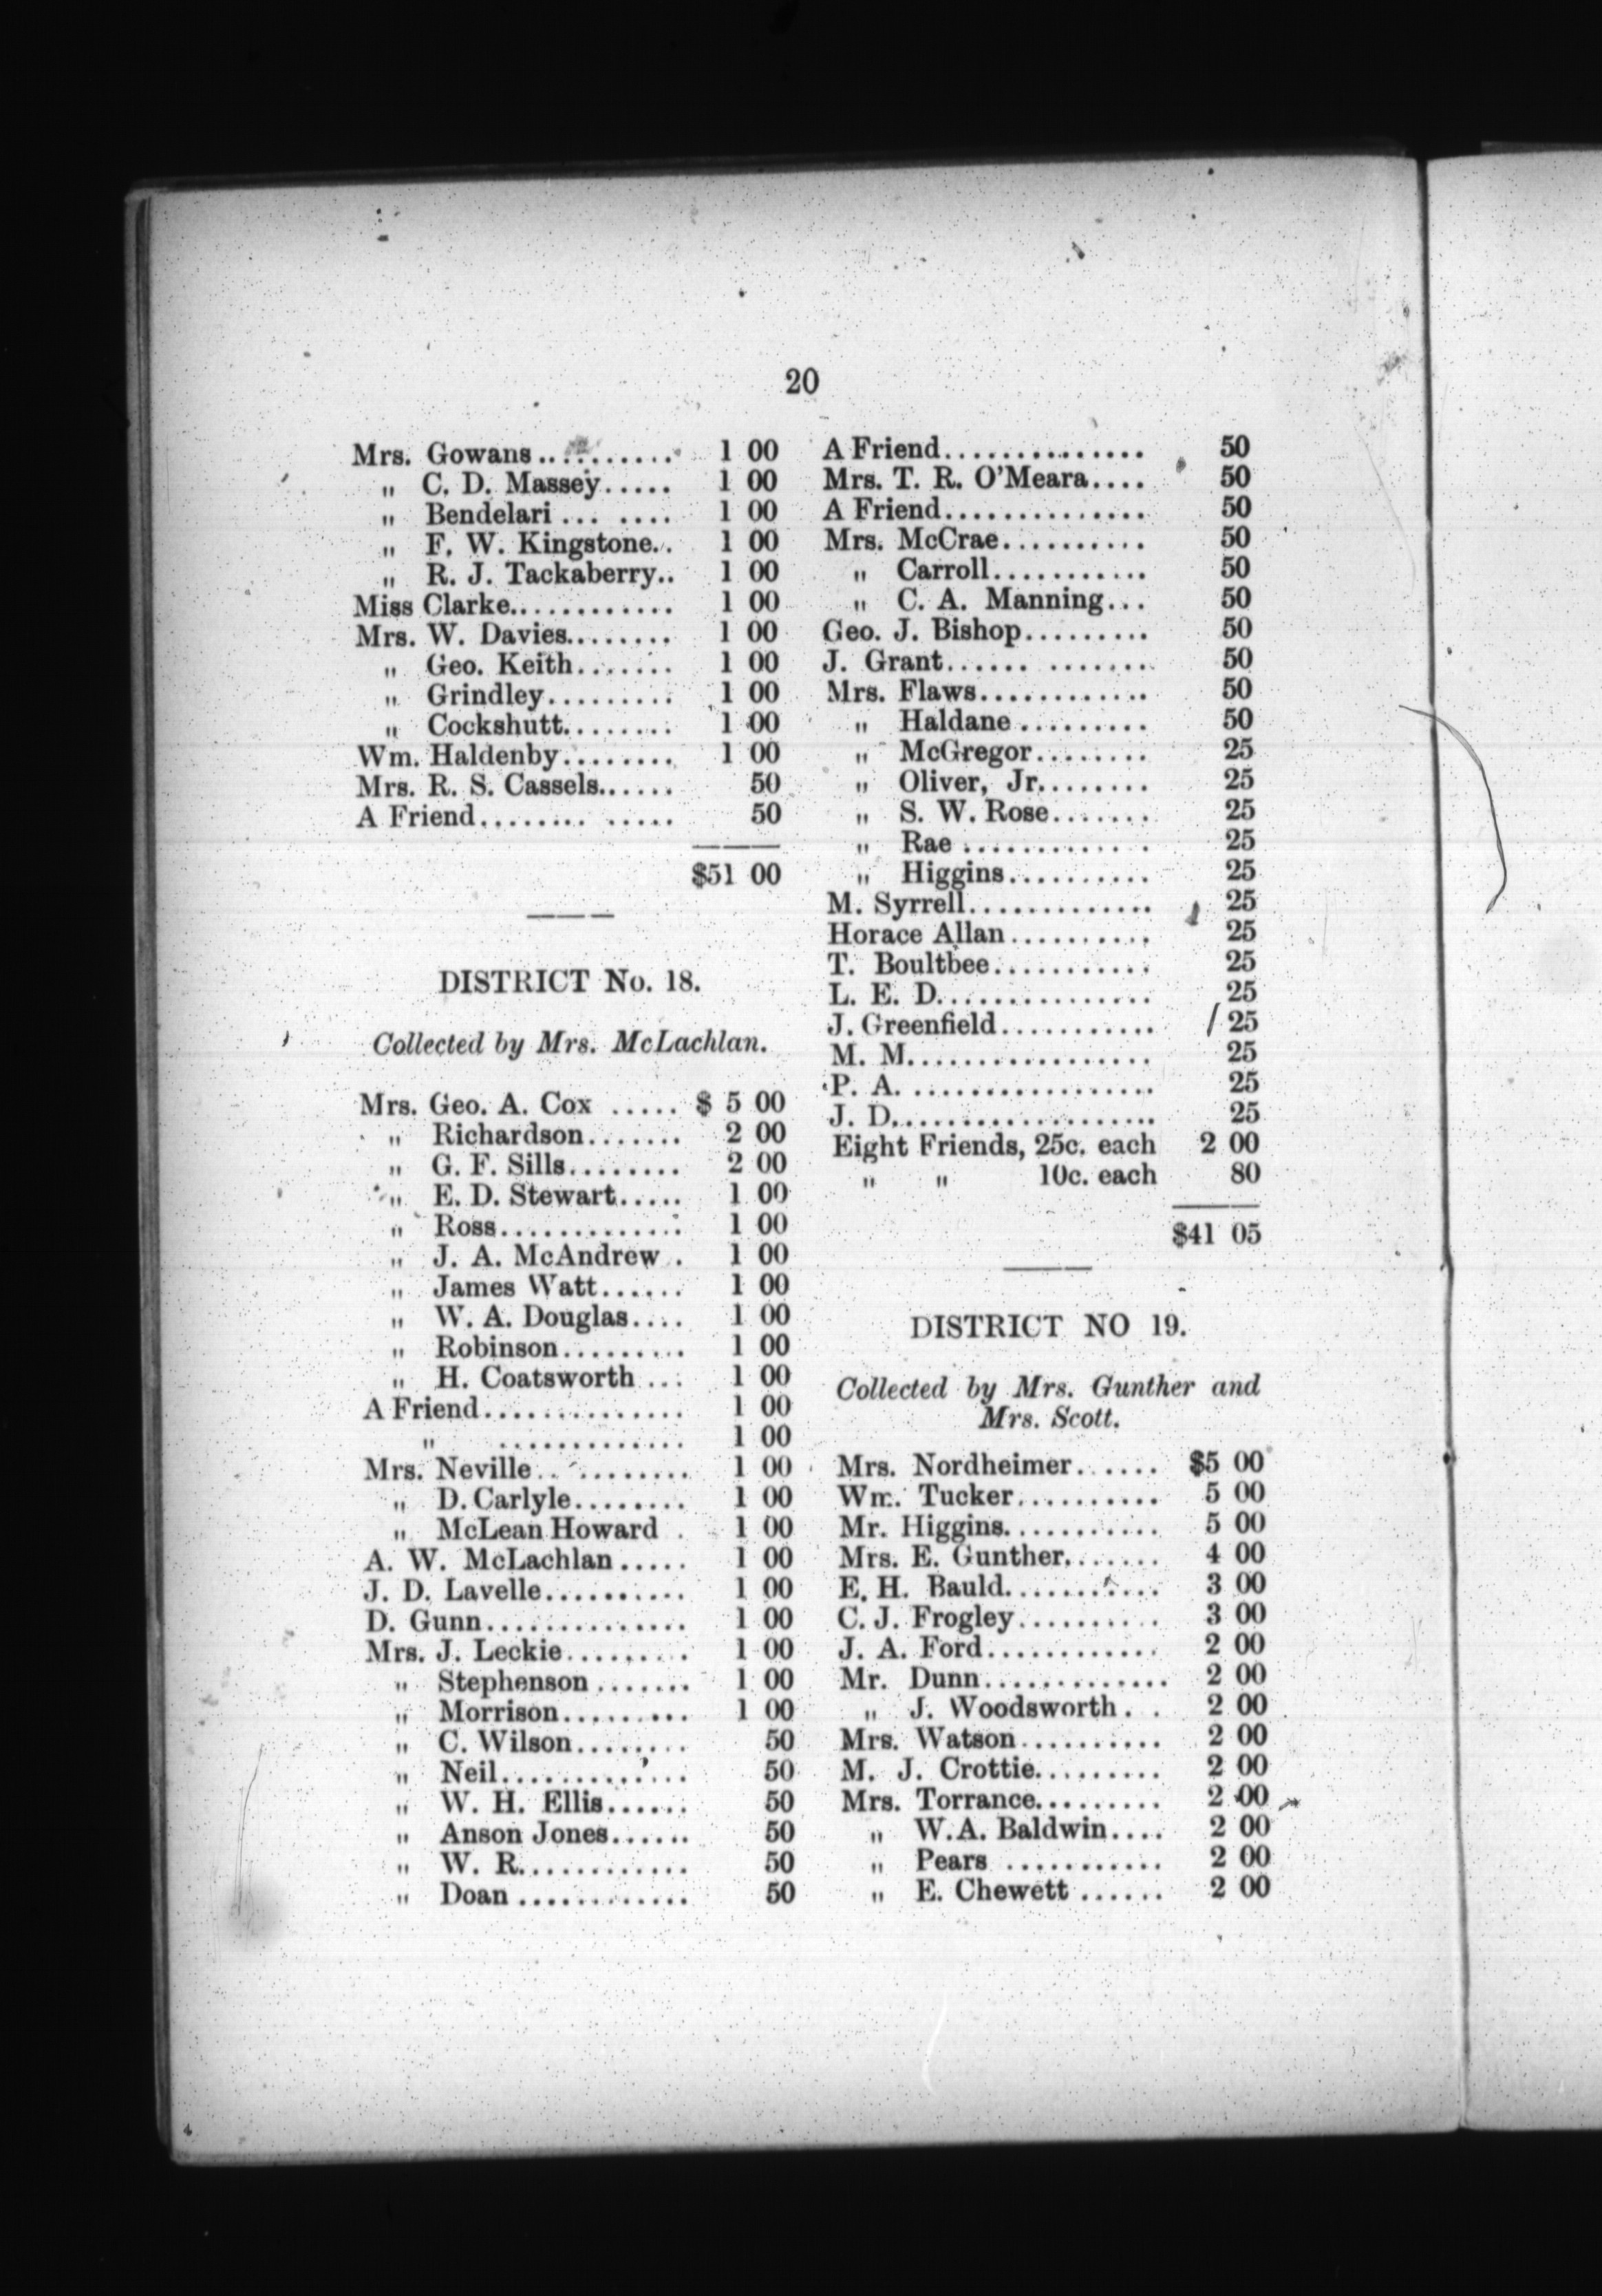 20
Mrs. Gowans.......... 1 00
" C. D. Massey..... 1 00
" Bendelari ... .... 1 00
" F. W. Kingstone.. 1 00
" R. J. Tackaberry.. 1 00
Miss Clarke............ 1 00
Mrs. W. Davies........ 1 00
" Geo. Keith....... 1 00
" Grindley......... 1 00
" Cockshutt........ 1 00
Wm. Haldenby........ 1 00
Mrs. R. S. Cassels...... 50
A Friend........ ..... 50
$51 00
DISTRICT No. 18.
Collected by Mrs. McLachlan.
Mrs. Geo. A. Cox ..... $ 5 00
" Richardson....... 2 00
" G. F. Sills........ 2 00
" E. D. Stewart..... 1 00
" Ross............. 1 00
" J. A. McAndrew . 1 00
" James Watt...... 1 00
" W. A. Douglas.... 1 00
" Robinson......... 1 00
" H. Coatsworth ... 1 00
A Friend.............. 1 00
" ............. 1 00
Mrs. Neville.. ........ 1 00
" D. Carlyle........ 1 00
" McLean Howard . 1 00
A. W. McLachlan..... 1 00
J. D. Lavelle.......... 1 00
D. Gunn.............. 1 00
Mrs. J. Leckie......... 1 00
" Stephenson....... 1 00
" Morrison......... 1 00
" C. Wilson........ 50
" Neil............. 50
" W. H. Ellis...... 50
" Anson Jones...... 50
" W. R............ 50
" Doan ............ 50
A Friend.............. 50
Mrs. T. R. O'Meara.... 50
A Friend.............. 50
Mrs. McCrae.......... 50
" Carroll........... 50
" C. A. Manning... 50
Geo. J. Bishop......... 50
J. Grant...... ....... 50
Mrs. Flaws............ 50
" Haldane......... 50
" McGregor........ 25
" Oliver, Jr........ 25
" S. W. Rose....... 25
" Rae ............ . 25
" Higgins.......... 25
M. Syrrell............. 25
Horace Allan.......... 25
T. Boultbee........... 25
L. E. D............... 25
J. Greenfield........... 25
M. M................. 25
P. A. ................. 25
J. D................... 25
Eight Friends, 25c. each 2 00
" " 10c. each 80
$41 05
DISTRICT NO 19.
Collected by Mrs. Gunther and
Mrs. Scott.
Mrs. Nordheimer...... $5 00
Wm. Tucker.......... 5 00
Mr. Higgins........... 5 00
Mrs. E. Gunther....... 4 00
E. H. Bauld........... 3 00
C. J. Frogley.......... 3 00
J. A. Ford............ 2 00
Mr. Dunn............. 2 00
" J. Woodsworth. . 2 00
Mrs. Watson.......... 2 00
M. J. Crottie......... 2 00
Mrs. Torrance......... 2 00
" W. A. Baldwin.... 2 00
" Pears ........... 2 00
" E. Chewett ...... 2 00